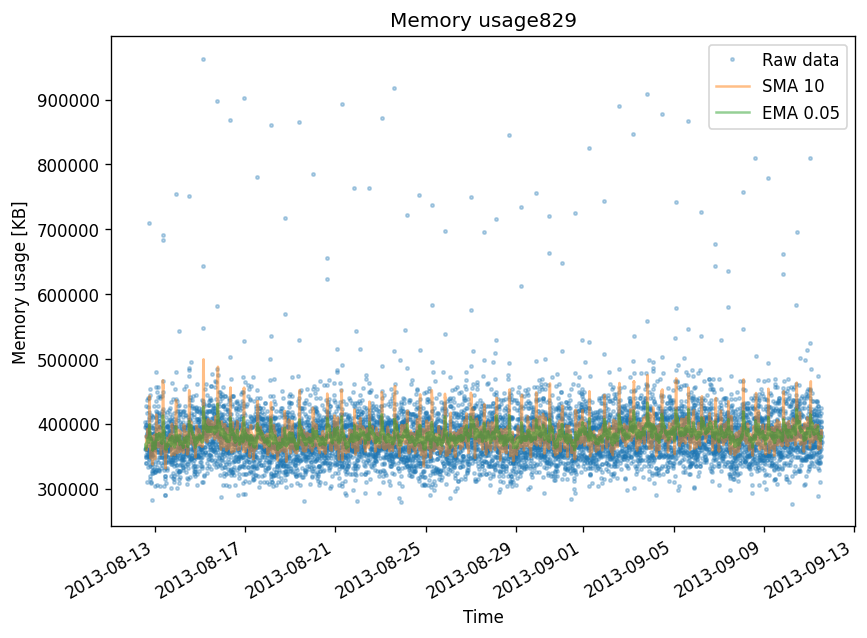 Memory usage829
Raw data
SMA 10
EMA 0.05
Memory usage [KB]
900000
800000
700000
600000
500000
400000
300000
2013-08-13
2013-08-17
2013-08-21
2013-08-25
2013-08-29
2013-09-01
2013-09-05
2013-09-09
2013-09-13
Time